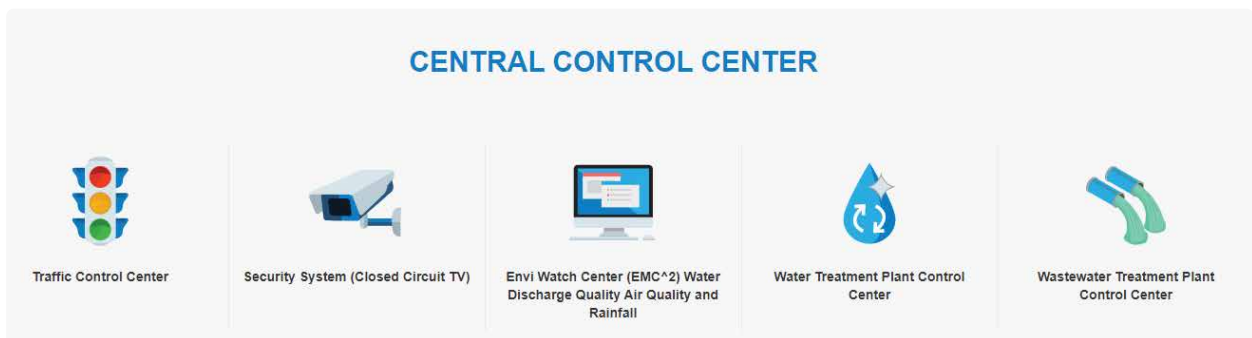 CENTRAL CONTROL CENTER
Traffic Control Center
Security System (Closed Circuit TV)
Envi Watch Center (EMC^2) Water
Discharge Quality Air Quality and
Rainfall
Water Treatment Plant Control
Center
Wastewater Treatment Plant
Control Center